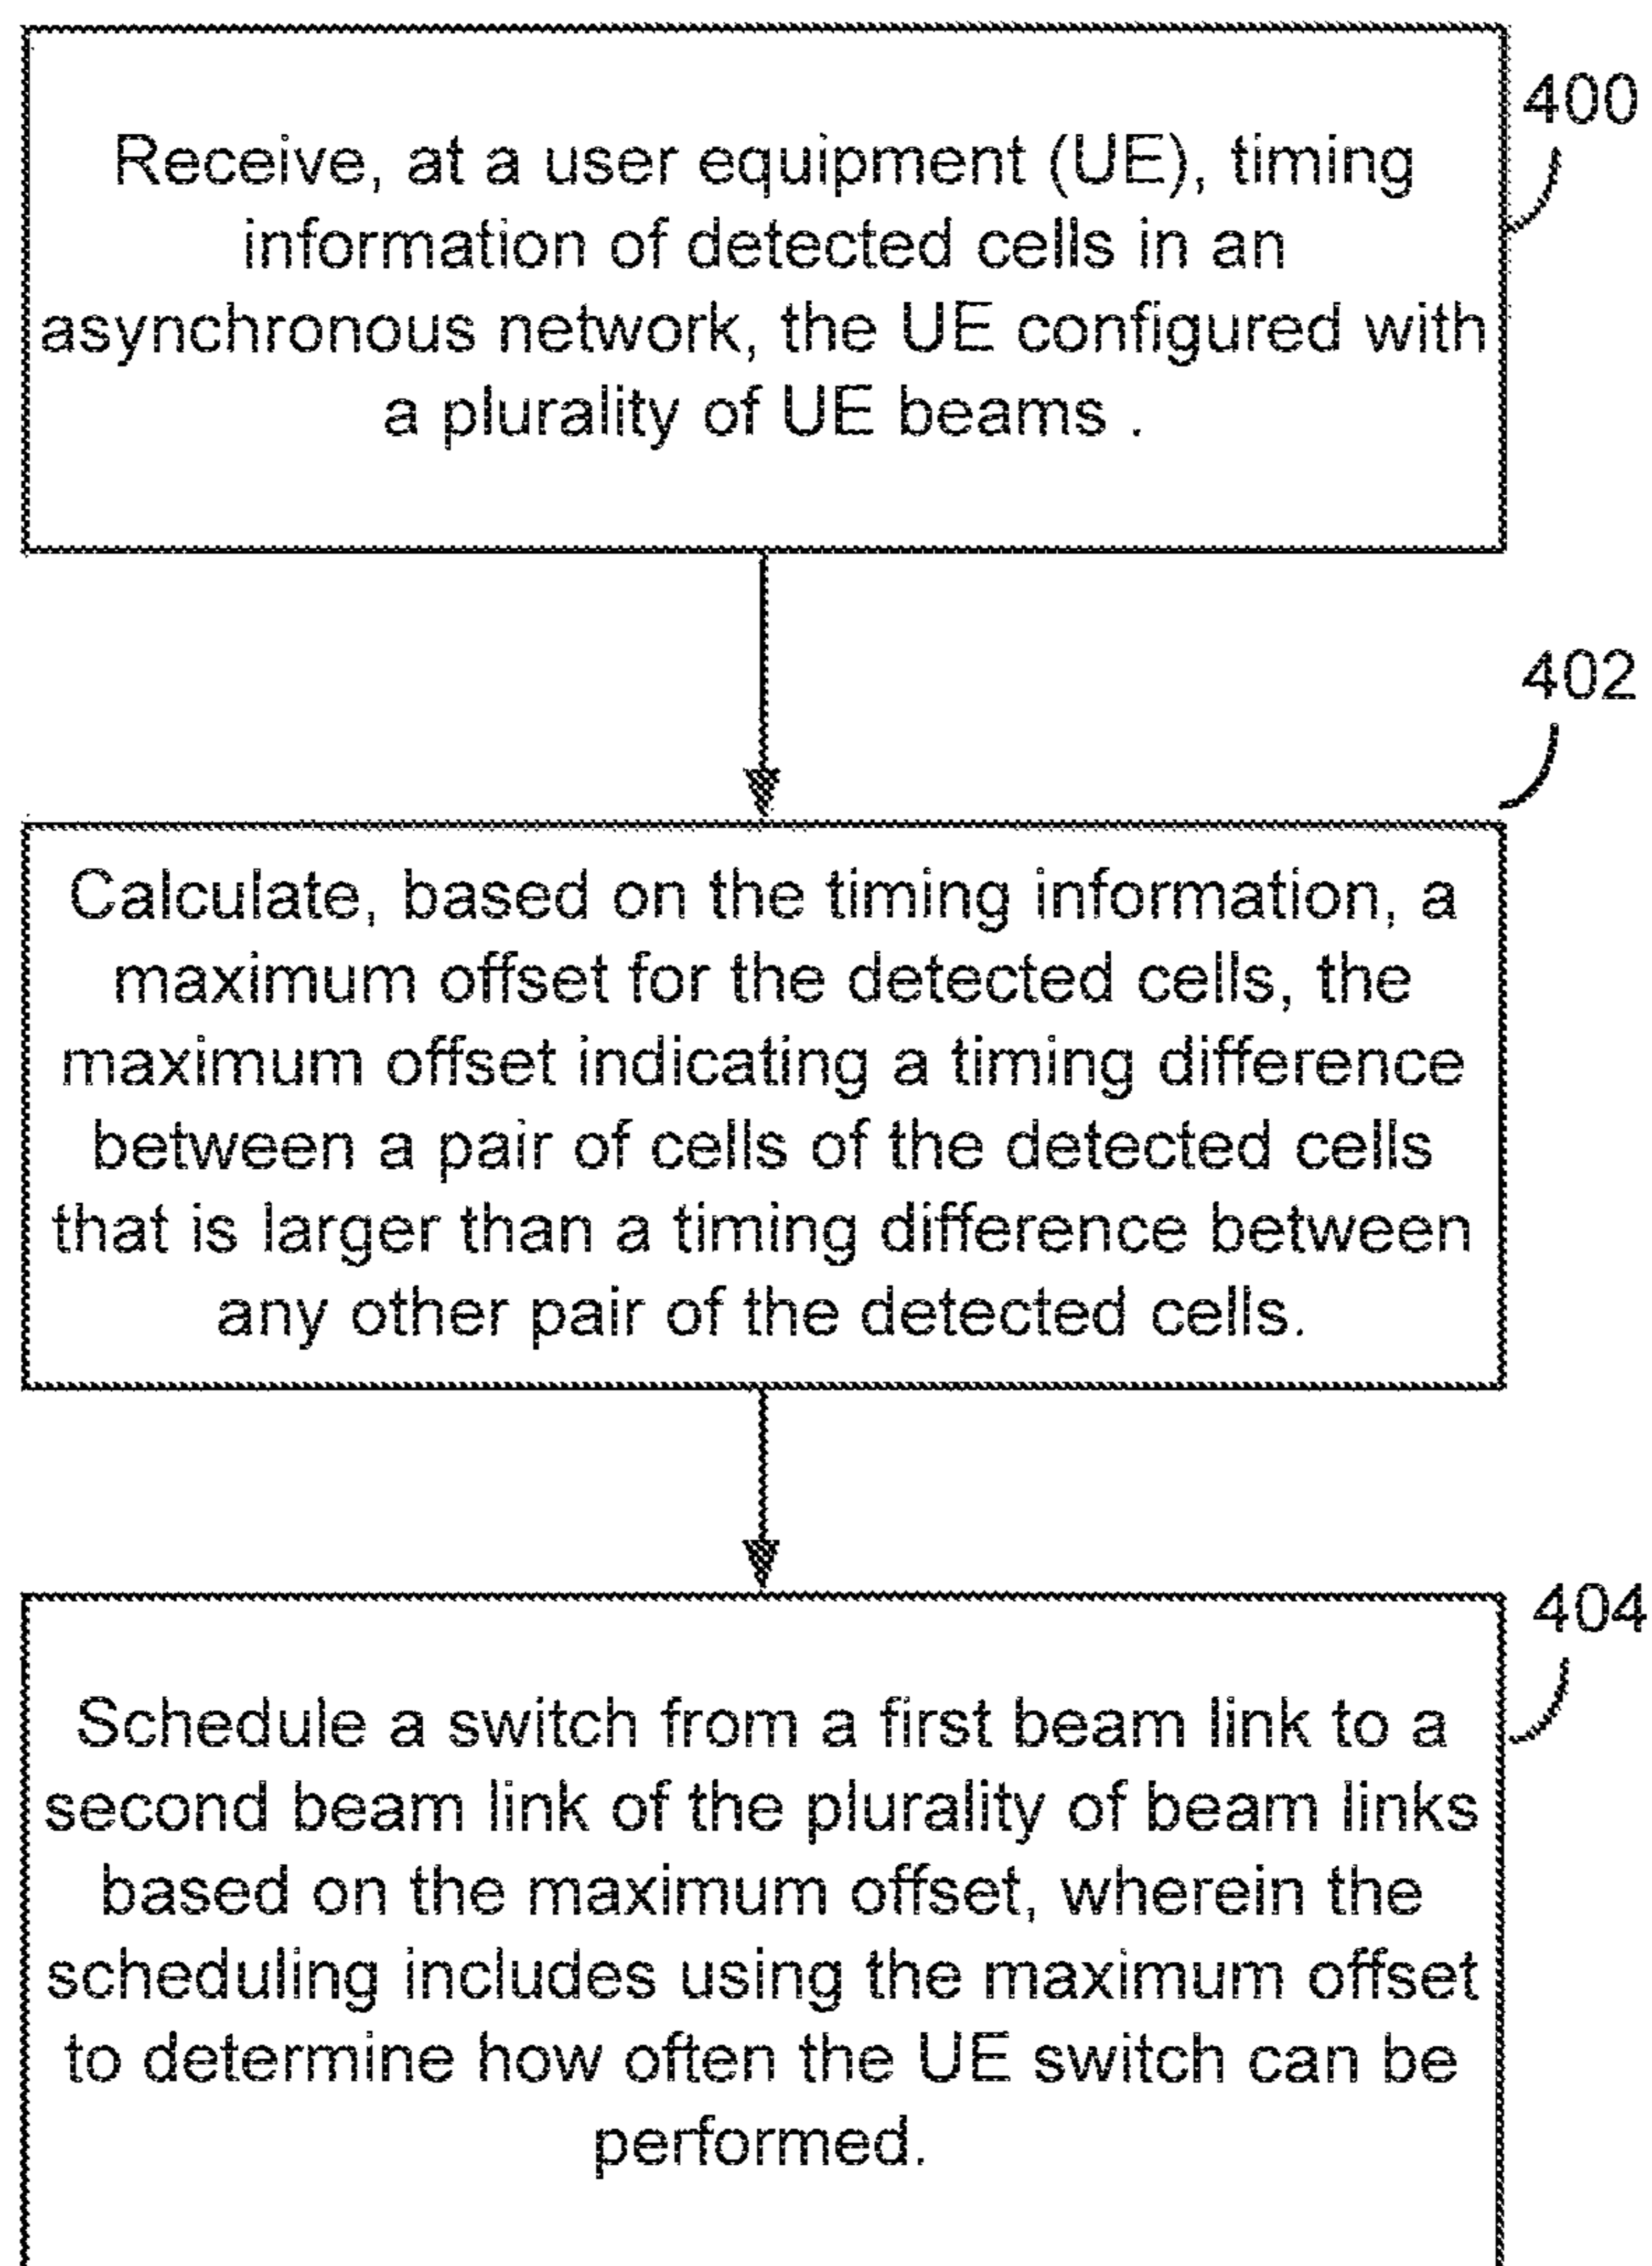 400
Receive, at a user equipment (UE), timing
information of detected cells in an
asynchronous network, the UE configured with
a plurality of UE beams .
402
Calculate, based on the timing information, a
maximum offset for the detected cells, the
maximum offset indicating a timing difference
between a pair of cells of the detected cells
that is larger than a timing difference between
any other pair of the detected cells.
404
Schedule a switch from a first beam link to a
second beam link of the plurality of beam links
based on the maximum offset, wherein the
scheduling includes using the maximum offset
to determine how often the UE switch can be
performed.